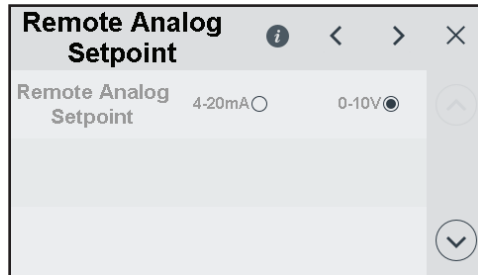 Remote Analog
Setpoint
Remote Analog
Setpoint
4-20mA
0-10V